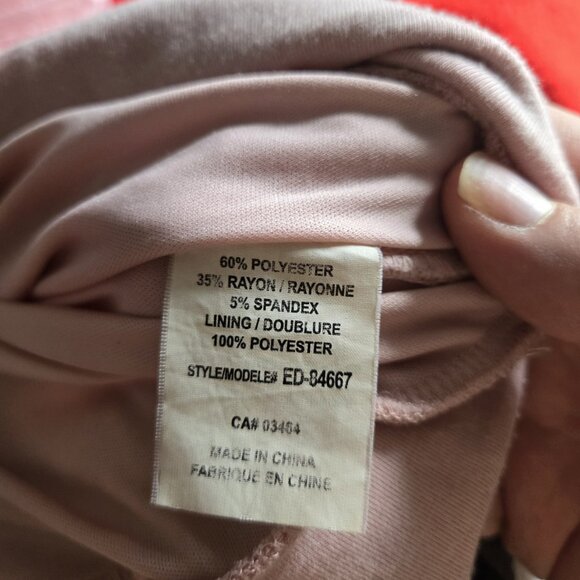 60% POLYESTER
35% RAYON / RAYONNE
5% SPANDEX
LINING / DOUBLURE
100% POLYESTER
STYLE/MODELE# ED-84667
CA# 03464
MADE IN CHINA
FABRIQUE EN CHINE